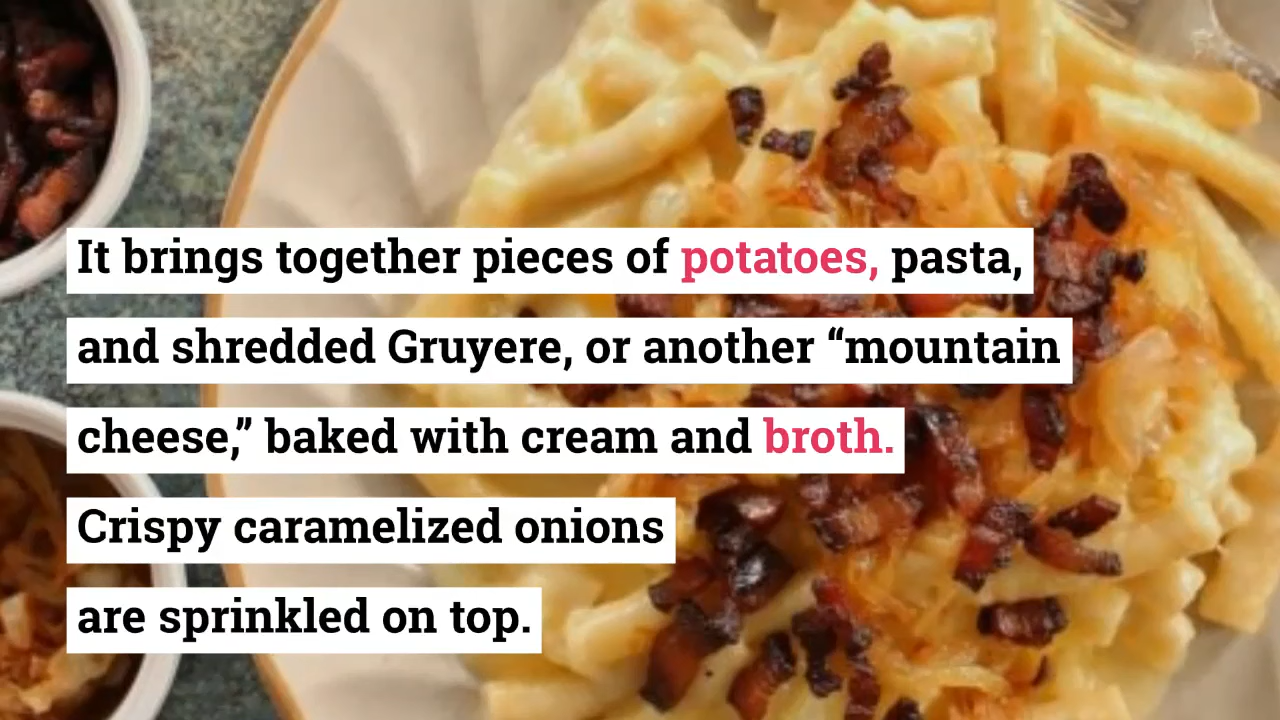 It brings together pieces of potatoes, pasta,
and shredded Gruyere, or another “mountain
cheese,” baked with cream and broth.
Crispy caramelized onions
are sprinkled on top.